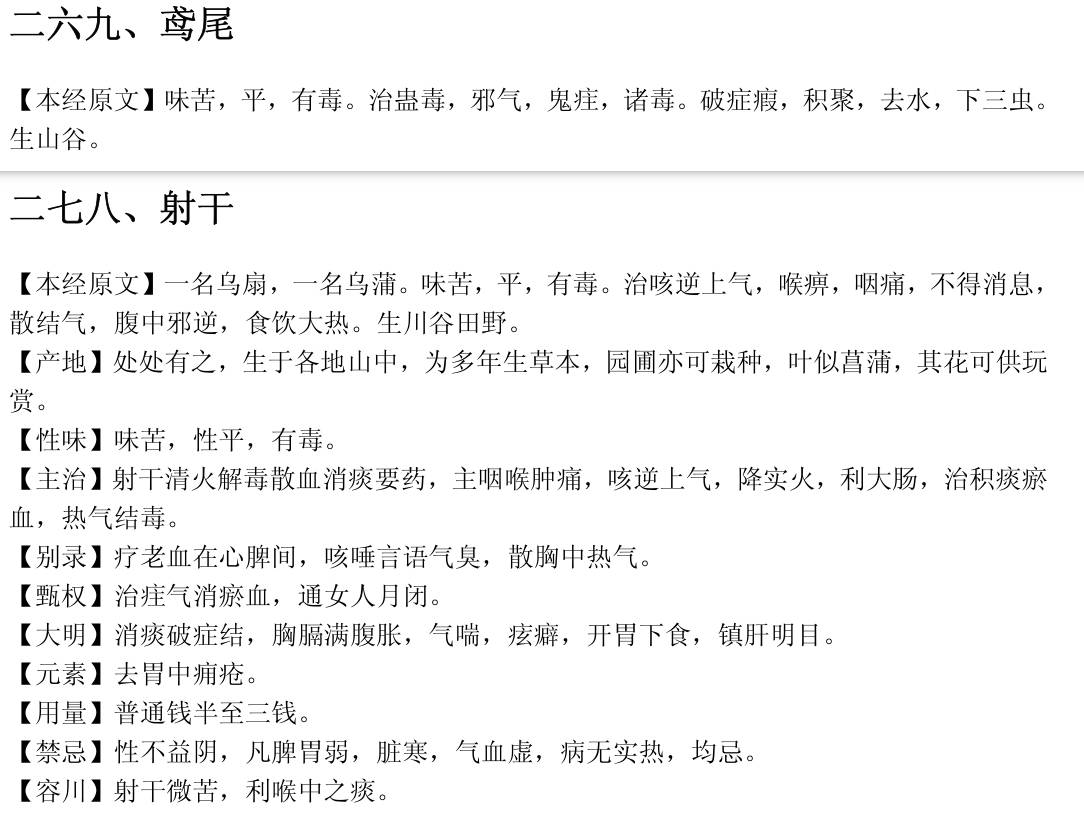 二六九、鸢尾
【本经原文】味苦，平，有毒。治蛊毒，邪气，鬼疰，诸毒。破症瘕，积聚，去水，下三虫。
生山谷。
二七八、射干
【本经原文】一名乌扇，一名乌蒲。味苦，平，有毒。治咳逆上气，喉痹，咽痛，不得消息，
散结气，腹中邪逆，食饮大热。生川谷田野。
【产地】处处有之，生于各地山中，为多年生草本，园圃亦可栽种，叶似菖蒲，其花可供玩
赏。
【性味】味苦，性平，有毒。
【主治】射干清火解毒散血消痰要药，主咽喉肿痛，咳逆上气，降实火，利大肠，治积痰瘀
血，热气结毒。
【别录】疗老血在心脾间，咳唾言语气臭，散胸中热气。
【甄权】治疰气消瘀血，通女人月闭。
【大明】消痰破症结，胸膈满腹胀，气喘，痃癖，开胃下食，镇肝明目。
【元素】去胃中痈疮。
【用量】普通钱半至三钱。
【禁忌】性不益阴，凡脾胃弱，脏寒，气血虚，病无实热，均忌。
【容川】射干微苦，利喉中之痰。